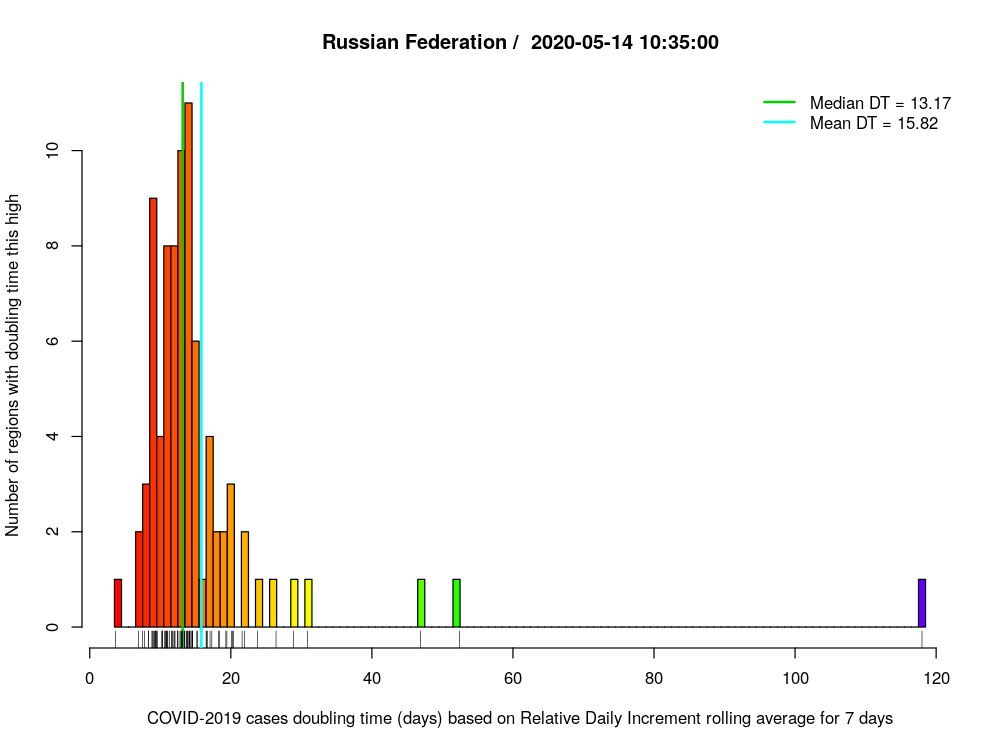 Russian Federation /  2020-05-14 10:35:00
Median DT = 13.17
Mean DT = 15.82
Number of regions with doubling time this high
10
8
6
4
2
0
0 20 40 60 80 100 120
COVID-2019 cases doubling time (days) based on Relative Daily Increment rolling average for 7 days